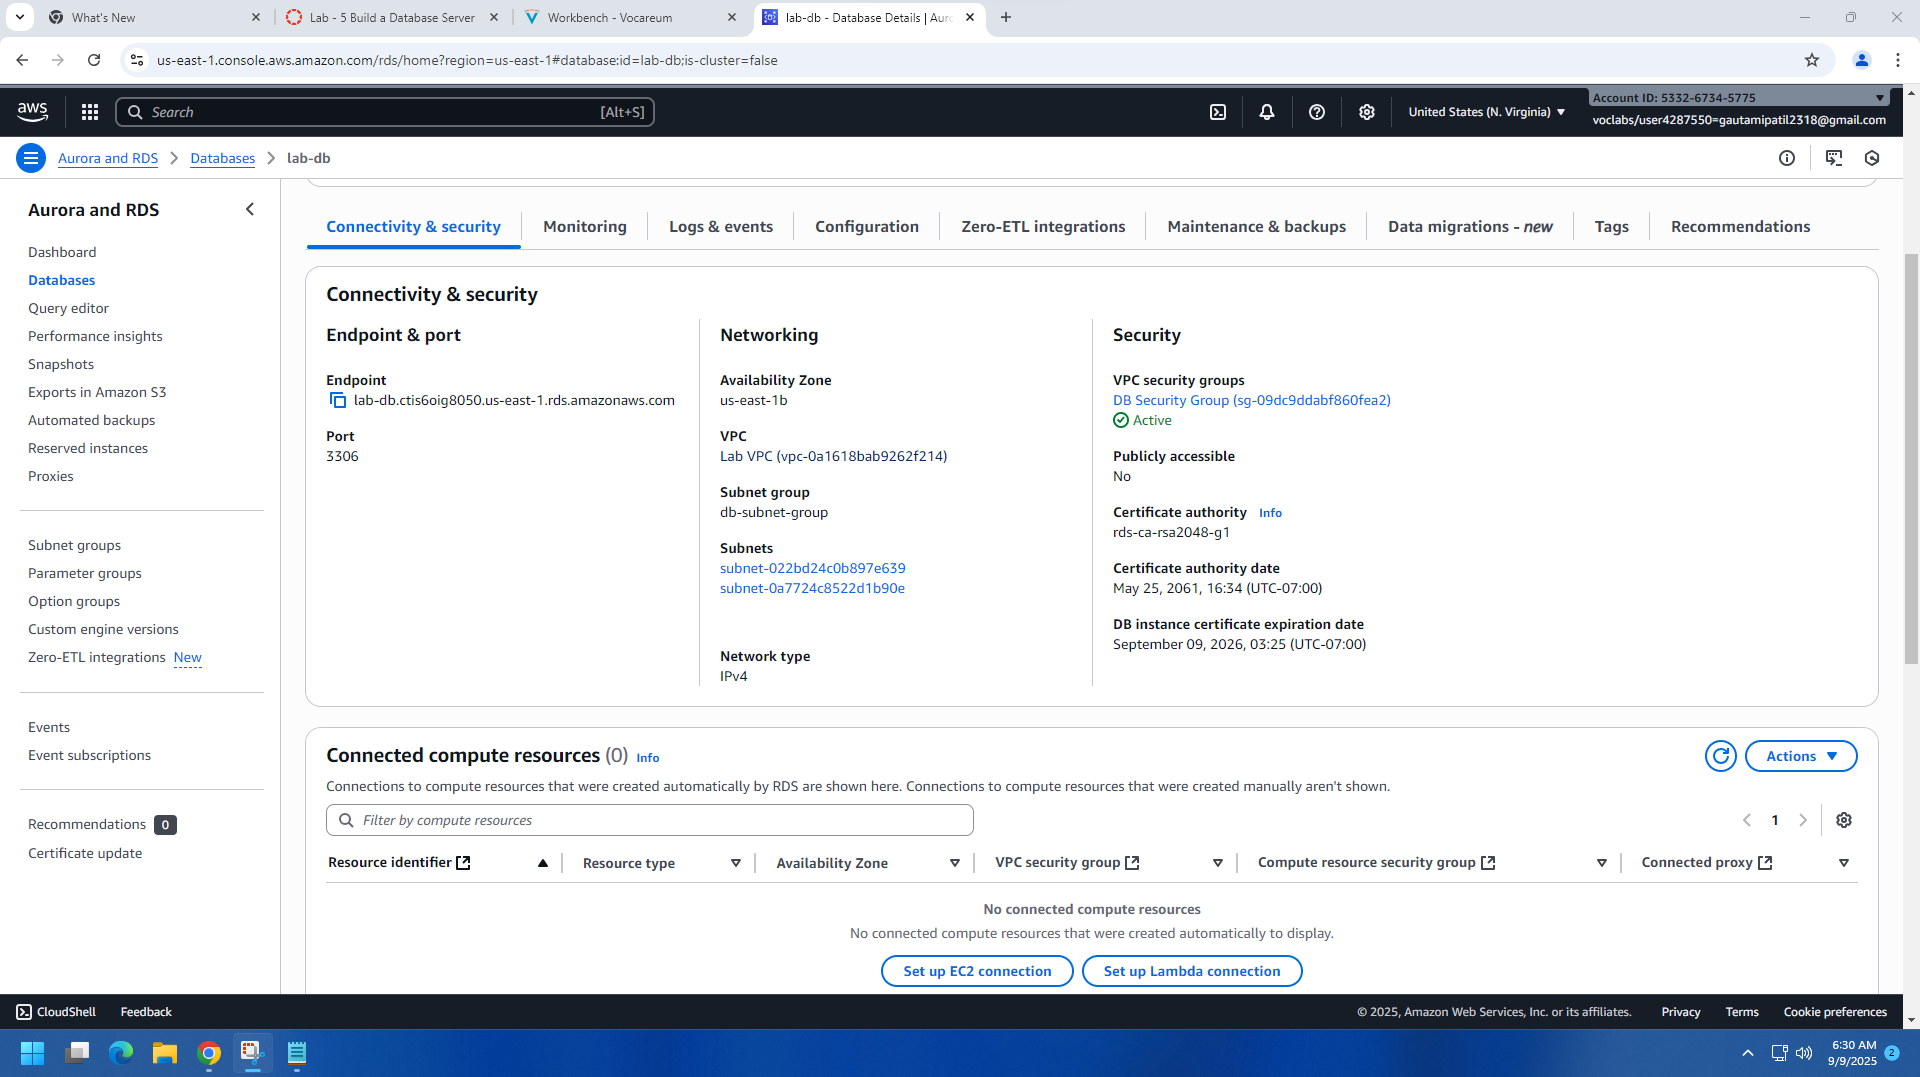 What's New
Lab - 5 Build a Database Server
Workbench - Vocareum
lab-db - Database Details | Auro
us-east-1.console.aws.amazon.com/rds/home?region=us-east-1#database:id=lab-db;is-cluster=false
aws
Search
[Alt+S]
United States (N. Virginia)
Account ID: 5332-6734-5775
voclabs/user4287550=gautamipatil2318@gmail.com
Aurora and RDS
Databases
lab-db
Aurora and RDS
Dashboard
Databases
Query editor
Performance insights
Snapshots
Exports in Amazon S3
Automated backups
Reserved instances
Proxies
Subnet groups
Parameter groups
Option groups
Custom engine versions
Zero-ETL integrations New
Events
Event subscriptions
Recommendations 0
Certificate update
Connectivity & security
Monitoring
Logs & events
Configuration
Zero-ETL integrations
Maintenance & backups
Data migrations - new
Tags
Recommendations
Connectivity & security
Endpoint & port
Endpoint
lab-db.ctis6oig8050.us-east-1.rds.amazonaws.com
Port
3306
Networking
Availability Zone
us-east-1b
VPC
Lab VPC (vpc-0a1618bab9262f214)
Subnet group
db-subnet-group
Subnets
subnet-022bd24c0b897e639
subnet-0a7724c8522d1b90e
Network type
IPv4
Security
VPC security groups
DB Security Group (sg-09dc9ddabf860fea2)
Active
Publicly accessible
No
Certificate authority Info
rds-ca-rsa2048-g1
Certificate authority date
May 25, 2061, 16:34 (UTC-07:00)
DB instance certificate expiration date
September 09, 2026, 03:25 (UTC-07:00)
Connected compute resources (0) Info
Actions
Connections to compute resources that were created automatically by RDS are shown here. Connections to compute resources that were created manually aren't shown.
Filter by compute resources
1
Resource identifier
Resource type
Availability Zone
VPC security group
Compute resource security group
Connected proxy
No connected compute resources
No connected compute resources that were created automatically to display.
Set up EC2 connection
Set up Lambda connection
CloudShell
Feedback
© 2025, Amazon Web Services, Inc. or its affiliates.
Privacy
Terms
Cookie preferences
6:30 AM
9/9/2025
2